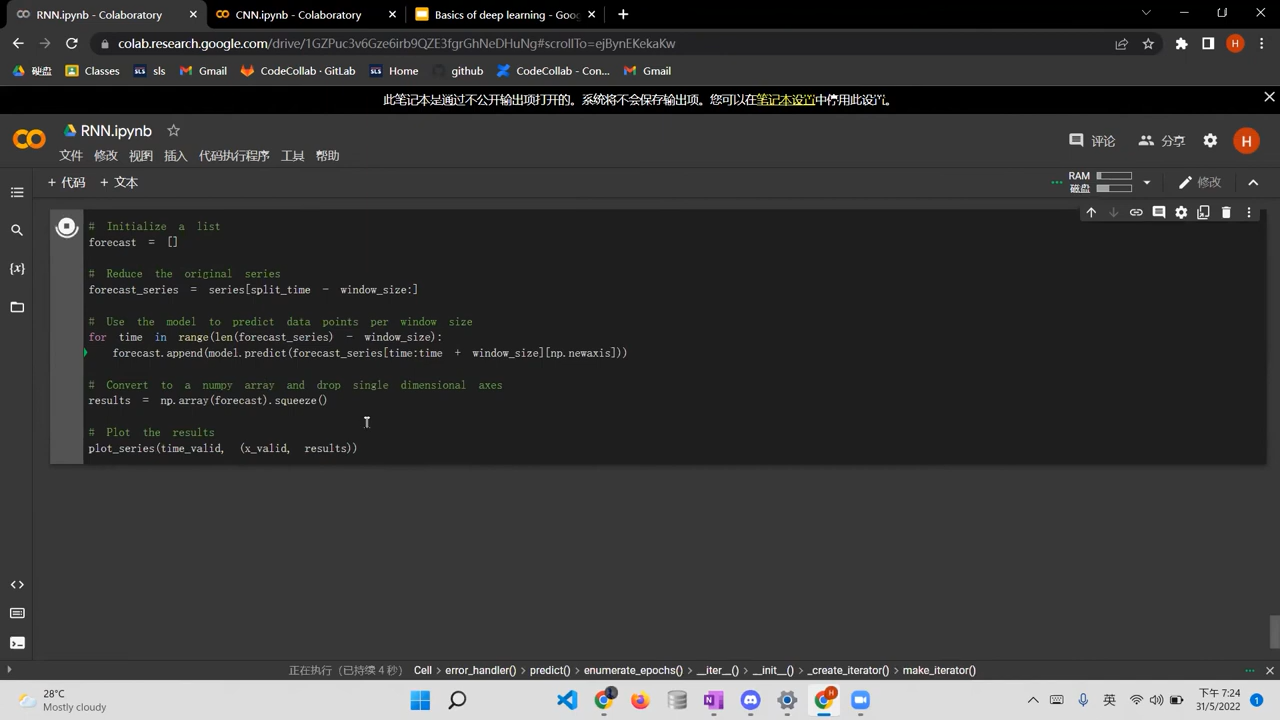 RNN.ipynb - Colaboratory
CNN.ipynb - Colaboratory
Basics of deep learning - Goo
colab.research.google.com/drive/1GZPuc3v6Gze6irb9QZE3fgrGhNeDHuNg#scrollTo=ejBynEKekaKw
H
硬盘
Classes
sls
Gmail
CodeCollab · GitLab
SLS Home
github
CodeCollab - Con...
Gmail
此笔记本是通过不公开输出项打开的。系统将不会保存输出项。您可以在笔记本设置中停用此设置。
RNN.ipynb
评论
分享
H
文件 修改 视图 插入 代码执行程序 工具 帮助
+ 代码 + 文本
RAM
磁盘
修改
# Initialize a list
forecast = []
# Reduce the original series
forecast_series = series[split_time - window_size:]
# Use the model to predict data points per window size
for time in range(len(forecast_series) - window_size):
forecast.append(model.predict(forecast_series[time:time + window_size][np.newaxis]))
# Convert to a numpy array and drop single dimensional axes
results = np.array(forecast).squeeze()
# Plot the results
plot_series(time_valid, (x_valid, results))
正在执行 (已持续 4 秒) Cell error_handler() predict() enumerate_epochs() __iter__() __init__() _create_iterator() make_iterator()
28°C
Mostly cloudy
英
下午 7:24
31/5/2022
1